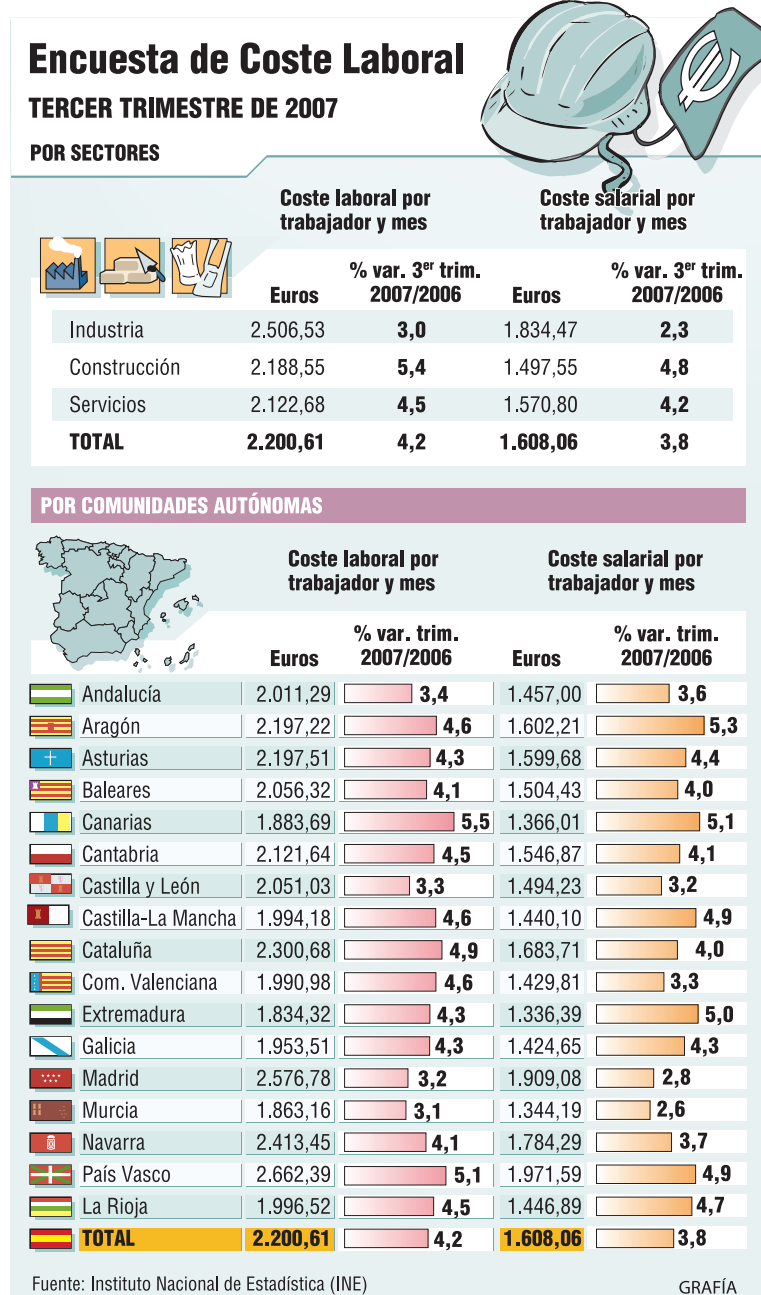 Encuesta de Coste Laboral
TERCER TRIMESTRE DE 2007
POR SECTORES
Coste laboral por trabajador y mes
Coste salarial por trabajador y mes
Euros % var. 3er trim. 2007/2006 Euros % var. 3er trim. 2007/2006
Industria 2.506,53 3,0 1.834,47 2,3
Construcción 2.188,55 5,4 1.497,55 4,8
Servicios 2.122,68 4,5 1.570,80 4,2
TOTAL 2.200,61 4,2 1.608,06 3,8
POR COMUNIDADES AUTÓNOMAS
Coste laboral por trabajador y mes
Coste salarial por trabajador y mes
Euros % var. trim. 2007/2006 Euros % var. trim. 2007/2006
Andalucía 2.011,29 3,4 1.457,00 3,6
Aragón 2.197,22 4,6 1.602,21 5,3
Asturias 2.197,51 4,3 1.599,68 4,4
Baleares 2.056,32 4,1 1.504,43 4,0
Canarias 1.883,69 5,5 1.366,01 5,1
Cantabria 2.121,64 4,5 1.546,87 4,1
Castilla y León 2.051,03 3,3 1.494,23 3,2
Castilla-La Mancha 1.994,18 4,6 1.440,10 4,9
Cataluña 2.300,68 4,9 1.683,71 4,0
Com. Valenciana 1.990,98 4,6 1.429,81 3,3
Extremadura 1.834,32 4,3 1.336,39 5,0
Galicia 1.953,51 4,3 1.424,65 4,3
Madrid 2.576,78 3,2 1.909,08 2,8
Murcia 1.863,16 3,1 1.344,19 2,6
Navarra 2.413,45 4,1 1.784,29 3,7
País Vasco 2.662,39 5,1 1.971,59 4,9
La Rioja 1.996,52 4,5 1.446,89 4,7
TOTAL 2.200,61 4,2 1.608,06 3,8
Fuente: Instituto Nacional de Estadística (INE)
GRAFÍA